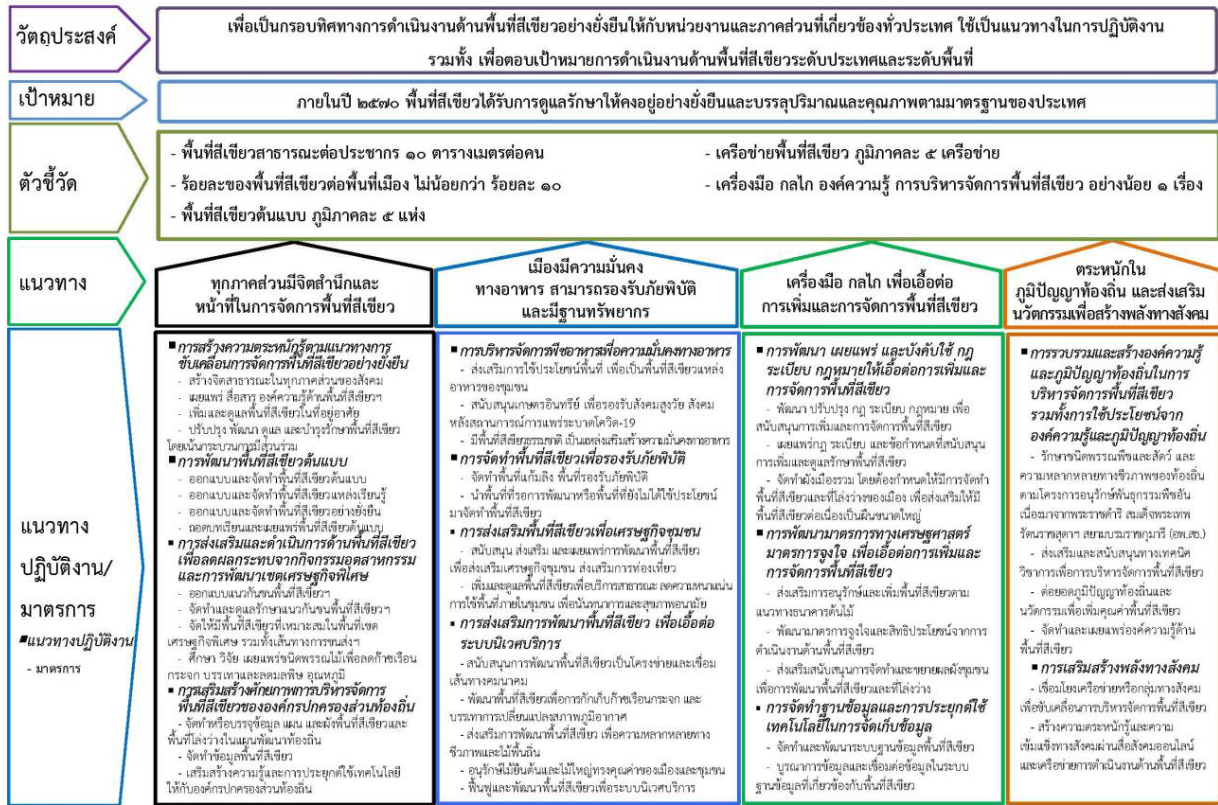 วัตถุประสงค์
เพื่อเป็นกรอบทิศทางการดำเนินงานด้านพื้นที่สีเขียวอย่างยั่งยืนให้กับหน่วยงานและภาคส่วนที่เกี่ยวข้องทั่วประเทศ ใช้เป็นแนวทางในการปฏิบัติงาน
รวมทั้ง เพื่อตอบเป้าหมายการดำเนินงานด้านพื้นที่สีเขียวระดับประเทศและระดับพื้นที่
เป้าหมาย
ภายในปี ๒๕๗๐ พื้นที่สีเขียวได้รับการดูแลรักษาให้คงอยู่อย่างยั่งยืนและบรรลุปริมาณและคุณภาพตามมาตรฐานของประเทศ
ตัวชี้วัด
- พื้นที่สีเขียวสาธารณะต่อประชากร ๑๐ ตารางเมตรต่อคน
- ร้อยละของพื้นที่สีเขียวต่อพื้นที่เมือง ไม่น้อยกว่า ร้อยละ ๑๐
- พื้นที่สีเขียวต้นแบบ ภูมิภาคละ ๕ แห่ง
- เครือข่ายพื้นที่สีเขียว ภูมิภาคละ ๕ เครือข่าย
- เครื่องมือ กลไก องค์ความรู้ การบริหารจัดการพื้นที่สีเขียว อย่างน้อย ๑ เรื่อง
แนวทาง
ทุกภาคส่วนมีจิตสำนึกและ
หน้าที่ในการจัดการพื้นที่สีเขียว
เมืองมีความมั่นคง
ทางอาหาร สามารถรองรับภัยพิบัติ
และมีฐานทรัพยากร
เครื่องมือ กลไก เพื่อเอื้อต่อ
การเพิ่มและการจัดการพื้นที่สีเขียว
ตระหนักใน
ภูมิปัญญาท้องถิ่น และส่งเสริม
นวัตกรรมเพื่อสร้างพลังทางสังคม
แนวทาง
ปฏิบัติงาน/
มาตรการ
▪แนวทางปฏิบัติงาน
- มาตรการ
▪การสร้างความตระหนักรู้ตามแนวทางการ
ขับเคลื่อนการจัดการพื้นที่สีเขียวอย่างยั่งยืน
- สร้างจิตสาธารณะในทุกภาคส่วนของสังคม
- เผยแพร่ สื่อสาร องค์ความรู้ด้านพื้นที่สีเขียวฯ
- เพิ่มและดูแลพื้นที่สีเขียวในที่อยู่อาศัย
- ปรับปรุง พัฒนา ดูแล และบำรุงรักษาพื้นที่สีเขียว
โดยเน้นกระบวนการมีส่วนร่วม
▪การพัฒนาพื้นที่สีเขียวต้นแบบ
- ออกแบบและจัดทำพื้นที่สีเขียวต้นแบบ
- ออกแบบและจัดทำพื้นที่สีเขียวแหล่งเรียนรู้
- ออกแบบและจัดทำพื้นที่สีเขียวอย่างยั่งยืน
- ถอดบทเรียนและเผยแพร่พื้นที่สีเขียวต้นแบบ
▪การส่งเสริมและดำเนินการด้านพื้นที่สีเขียว
เพื่อลดผลกระทบจากกิจกรรมอุตสาหกรรม
และการพัฒนาเขตเศรษฐกิจพิเศษ
- ออกแบบแนวกันชนพื้นที่สีเขียวฯ
- จัดทำและดูแลรักษาแนวกันชนพื้นที่สีเขียวฯ
- จัดให้มีพื้นที่สีเขียวที่เหมาะสมในพื้นที่เขต
เศรษฐกิจพิเศษ รวมทั้งเส้นทางการขนส่งฯ
- ศึกษา วิจัย เผยแพร่ชนิดพรรณไม้เพื่อลดก๊าซเรือน
กระจก บรรเทาและลดมลพิษ อุณหภูมิ
▪การเสริมสร้างศักยภาพการบริหารจัดการ
พื้นที่สีเขียวขององค์กรปกครองส่วนท้องถิ่น
- จัดทำหรือบรรจุข้อมูล แผน และผังพื้นที่สีเขียวและ
พื้นที่โล่งว่างในแผนพัฒนาท้องถิ่น
- จัดทำข้อมูลพื้นที่สีเขียว
- เสริมสร้างความรู้และการประยุกต์ใช้เทคโนโลยี
ให้กับองค์กรปกครองส่วนท้องถิ่น
▪การบริหารจัดการพืชอาหารเพื่อความมั่นคงทางอาหาร
- ส่งเสริมการใช้ประโยชน์พื้นที่ เพื่อเป็นพื้นที่สีเขียวแหล่ง
อาหารของชุมชน
- สนับสนุนเกษตรอินทรีย์ เพื่อรองรับสังคมสูงวัย สังคม
หลังสถานการณ์การแพร่ระบาดโควิด-19
- มีพื้นที่สีเขียวธรรมชาติ เป็นแหล่งเสริมสร้างความมั่นคงทางอาหาร
▪การจัดทำพื้นที่สีเขียวเพื่อรองรับภัยพิบัติ
- จัดทำพื้นที่แก้มลิง พื้นที่รองรับภัยพิบัติ
- นำพื้นที่ที่รอการพัฒนาหรือพื้นที่ที่ยังไม่ได้ใช้ประโยชน์
มาจัดทำพื้นที่สีเขียว
▪การส่งเสริมพื้นที่สีเขียวเพื่อเศรษฐกิจชุมชน
- สนับสนุน ส่งเสริม และเผยแพร่การพัฒนาพื้นที่สีเขียว
เพื่อส่งเสริมเศรษฐกิจชุมชน ส่งเสริมการท่องเที่ยว
- เพิ่มและดูแลพื้นที่สีเขียวเพื่อบริการสาธารณะ ลดความหนาแน่น
การใช้พื้นที่ภายในชุมชน เพื่อนันทนาการและสุขภาพอนามัย
▪การส่งเสริมการพัฒนาพื้นที่สีเขียว เพื่อเอื้อต่อ
ระบบนิเวศบริการ
- สนับสนุนการพัฒนาพื้นที่สีเขียวเป็นโครงข่ายและเชื่อม
เส้นทางคมนาคม
- พัฒนาพื้นที่สีเขียวเพื่อการกักเก็บก๊าซเรือนกระจก และ
บรรเทาการเปลี่ยนแปลงสภาพภูมิอากาศ
- ส่งเสริมการพัฒนาพื้นที่สีเขียว เพื่อความหลากหลายทาง
ชีวภาพและไม้พื้นถิ่น
- อนุรักษ์ไม้ยืนต้นและไม้ใหญ่ทรงคุณค่าของเมืองและชุมชน
- ฟื้นฟูและพัฒนาพื้นที่สีเขียวเพื่อระบบนิเวศบริการ
▪การพัฒนา เผยแพร่ และบังคับใช้ กฎ
ระเบียบ กฎหมายให้เอื้อต่อการเพิ่มและ
การจัดการพื้นที่สีเขียว
- พัฒนา ปรับปรุง กฎ ระเบียบ กฎหมาย เพื่อ
สนับสนุนการเพิ่มและการจัดการพื้นที่สีเขียว
- เผยแพร่กฎ ระเบียบ และข้อกำหนดที่สนับสนุน
การเพิ่มและดูแลรักษาพื้นที่สีเขียว
- จัดทำผังเมืองรวม โดยต้องกำหนดให้มีการจัดทำ
พื้นที่สีเขียวและที่โล่งว่างของเมือง เพื่อส่งเสริมให้มี
พื้นที่สีเขียวต่อเนื่องเป็นผืนขนาดใหญ่
▪การพัฒนามาตรการทางเศรษฐศาสตร์
มาตรการจูงใจ เพื่อเอื้อต่อการเพิ่มและ
การจัดการพื้นที่สีเขียว
- ส่งเสริมการอนุรักษ์และเพิ่มพื้นที่สีเขียวตาม
แนวทางธนาคารต้นไม้
- พัฒนามาตรการจูงใจและสิทธิประโยชน์จากการ
ดำเนินงานด้านพื้นที่สีเขียว
- ส่งเสริมสนับสนุนการจัดทำและขยายผลผังชุมชน
เพื่อการพัฒนาพื้นที่สีเขียวและที่โล่งว่าง
▪การจัดทำฐานข้อมูลและการประยุกต์ใช้
เทคโนโลยีในการจัดเก็บข้อมูล
- จัดทำและพัฒนาระบบฐานข้อมูลพื้นที่สีเขียว
- บูรณาการข้อมูลและเชื่อมต่อข้อมูลในระบบ
ฐานข้อมูลที่เกี่ยวข้องกับพื้นที่สีเขียว
▪การรวบรวมและสร้างองค์ความรู้
และภูมิปัญญาท้องถิ่นในการ
บริหารจัดการพื้นที่สีเขียว
รวมทั้งการใช้ประโยชน์จาก
องค์ความรู้และภูมิปัญญาท้องถิ่น
- รักษาชนิดพรรณพืชและสัตว์ และ
ความหลากหลายทางชีวภาพของท้องถิ่น
ตามโครงการอนุรักษ์พันธุกรรมพืชอัน
เนื่องมาจากพระราชดำริ สมเด็จพระเทพ
รัตนราชสุดาฯ สยามบรมราชกุมารี (อพ.สธ.)
- ส่งเสริมและสนับสนุนทางเทคนิค
วิชาการเพื่อการบริหารจัดการพื้นที่สีเขียว
- ต่อยอดภูมิปัญญาท้องถิ่นและ
นวัตกรรมเพื่อเพิ่มคุณค่าพื้นที่สีเขียว
- จัดทำและเผยแพร่องค์ความรู้ด้าน
พื้นที่สีเขียว
▪การเสริมสร้างพลังทางสังคม
- เชื่อมโยงเครือข่ายหรือกลุ่มทางสังคม
เพื่อขับเคลื่อนการบริหารจัดการพื้นที่สีเขียว
- สร้างความตระหนักรู้และความ
เข้มแข็งทางสังคมผ่านสื่อสังคมออนไลน์
และเครือข่ายการดำเนินงานด้านพื้นที่สีเขียว